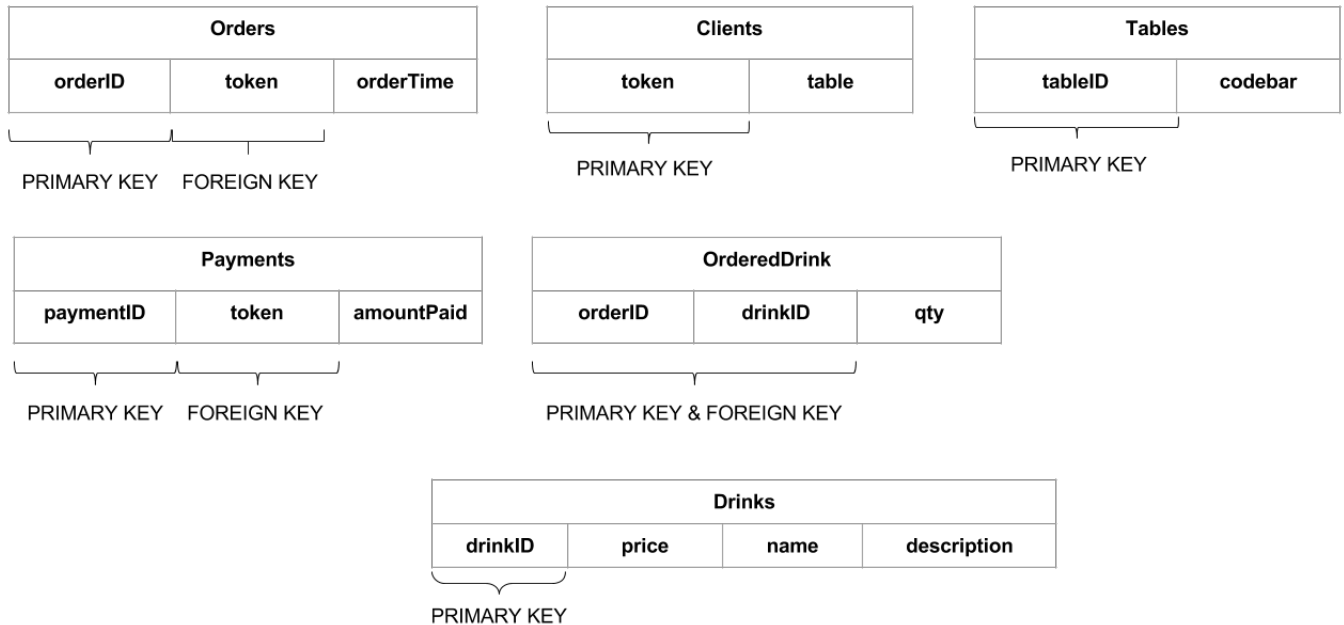 Orders
orderID token orderTime
PRIMARY KEY FOREIGN KEY
Clients
token table
PRIMARY KEY
Tables
tableID codebar
PRIMARY KEY
Payments
paymentID token amountPaid
PRIMARY KEY FOREIGN KEY
OrderedDrink
orderID drinkID qty
PRIMARY KEY & FOREIGN KEY
Drinks
drinkID price name description
PRIMARY KEY